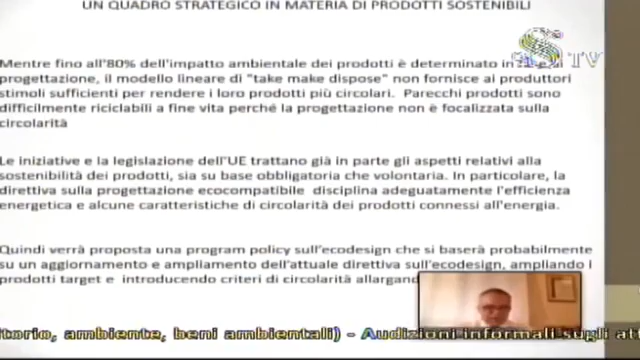 UN QUADRO STRATEGICO IN MATERIA DI PRODOTTI SOSTENIBILI
S TV
Mentre fino all'80% dell'impatto ambientale dei prodotti è determinato in
progettazione, il modello lineare di "take make dispose" non fornisce ai produttori
stimoli sufficienti per rendere i loro prodotti più circolari. Parecchi prodotti sono
difficilmente riciclabili a fine vita perché la progettazione non è focalizzata sulla
circolarità
Le iniziative e la legislazione dell'UE trattano già in parte gli aspetti relativi alla
sostenibilità dei prodotti, sia su base obbligatoria che volontaria. In particolare, la
direttiva sulla progettazione ecocompatibile disciplina adeguatamente l'efficienza
energetica e alcune caratteristiche di circolarità dei prodotti connessi all'energia.
Quindi verrà proposta una program policy sull'ecodesign che si baserà probabilmente
su un aggiornamento e ampliamento dell'attuale direttiva sull'ecodesign, ampliando i
prodotti target e introducendo criteri di circolarità allargand
itorio, ambiente, beni ambientali) - Audizioni informali sugli att